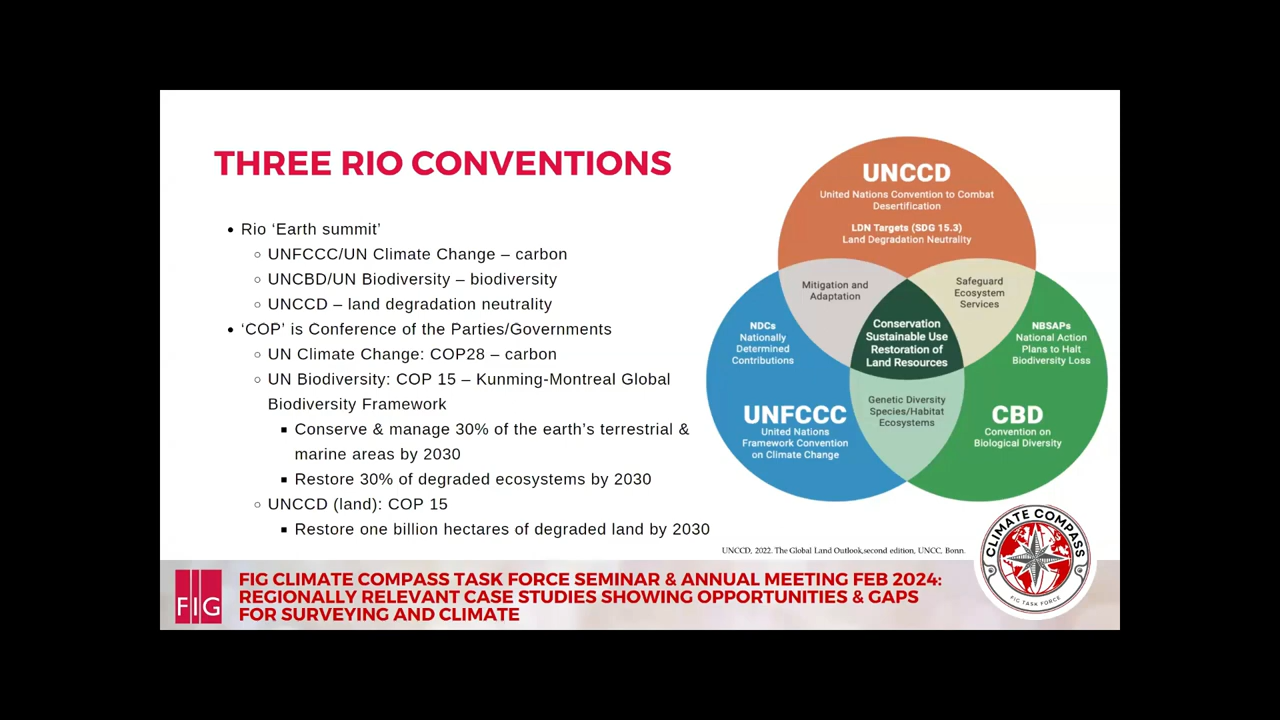 THREE RIO CONVENTIONS
• Rio ‘Earth summit’
○ UNFCCC/UN Climate Change – carbon
○ UNCBD/UN Biodiversity – biodiversity
○ UNCCD – land degradation neutrality
• ‘COP’ is Conference of the Parties/Governments
○ UN Climate Change: COP28 – carbon
○ UN Biodiversity: COP 15 – Kunming-Montreal Global
Biodiversity Framework
▪ Conserve & manage 30% of the earth’s terrestrial &
marine areas by 2030
▪ Restore 30% of degraded ecosystems by 2030
○ UNCCD (land): COP 15
▪ Restore one billion hectares of degraded land by 2030
UNCCD
United Nations Convention to Combat
Desertification
LDN Targets (SDG 15.3)
Land Degradation Neutrality
Mitigation and
Adaptation
Safeguard
Ecosystem
Services
NDCs
Nationally
Determined
Contributions
Conservation
Sustainable Use
Restoration of
Land Resources
NBSAPs
National Action
Plans to Halt
Biodiversity Loss
Genetic Diversity
Species/Habitat
Ecosystems
UNFCCC
United Nations
Framework Convention
on Climate Change
CBD
Convention on
Biological Diversity
UNCCD, 2022. The Global Land Outlook,second edition, UNCC, Bonn.
CLIMATE COMPASS
FIG TASK FORCE
FIG
FIG CLIMATE COMPASS TASK FORCE SEMINAR & ANNUAL MEETING FEB 2024:
REGIONALLY RELEVANT CASE STUDIES SHOWING OPPORTUNITIES & GAPS
FOR SURVEYING AND CLIMATE